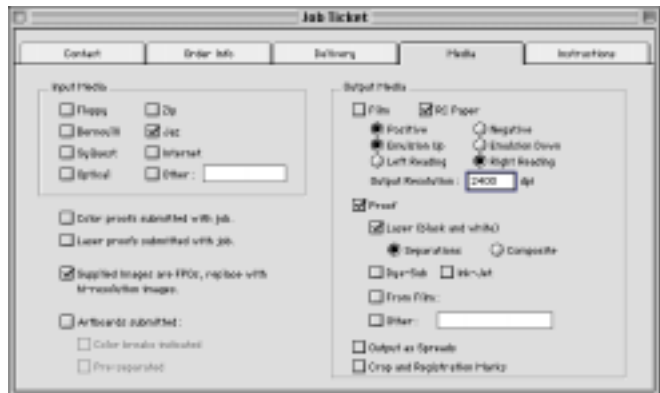 Job Ticket
Contact
Order Info
Delivery
Media
Instructions
Input Media
Floppy
Zip
Bernoulli
Jaz
SyQuest
Internet
Optical
Other:
Color proofs submitted with job.
Laser proofs submitted with job.
Supplied images are FPOs, replace with
hi-resolution images.
Artboards submitted:
Color breaks indicated
Pre-separated
Output Media
Film
RC Paper
Positive
Negative
Emulsion Up
Emulsion Down
Left Reading
Right Reading
Output Resolution: 2400 dpi
Proof
Laser (black and white)
Separations
Composite
Dye-Sub
Ink-Jet
From Film:
Other:
Output as Spreads
Crop and Registration Marks